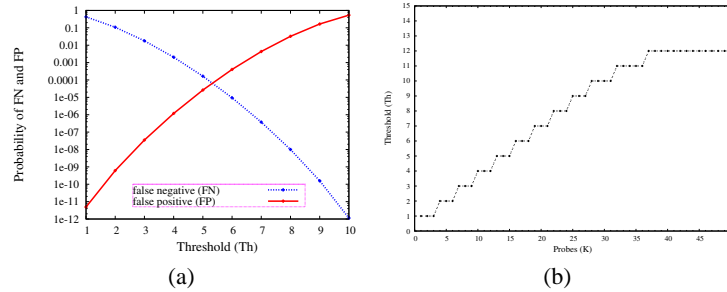 1
0.1
0.01
0.001
0.0001
1e-05
1e-06
1e-07
1e-08
1e-09
1e-10
1e-11
1e-12
Probability of FN and FP
false negative (FN)
false positive (FP)
1 2 3 4 5 6 7 8 9 10
Threshold (Th)
(a)
15
14
13
12
11
10
9
8
7
6
5
4
3
2
1
0
Threshold (Th)
0 5 10 15 20 25 30 35 40 45
Probes (K)
(b)